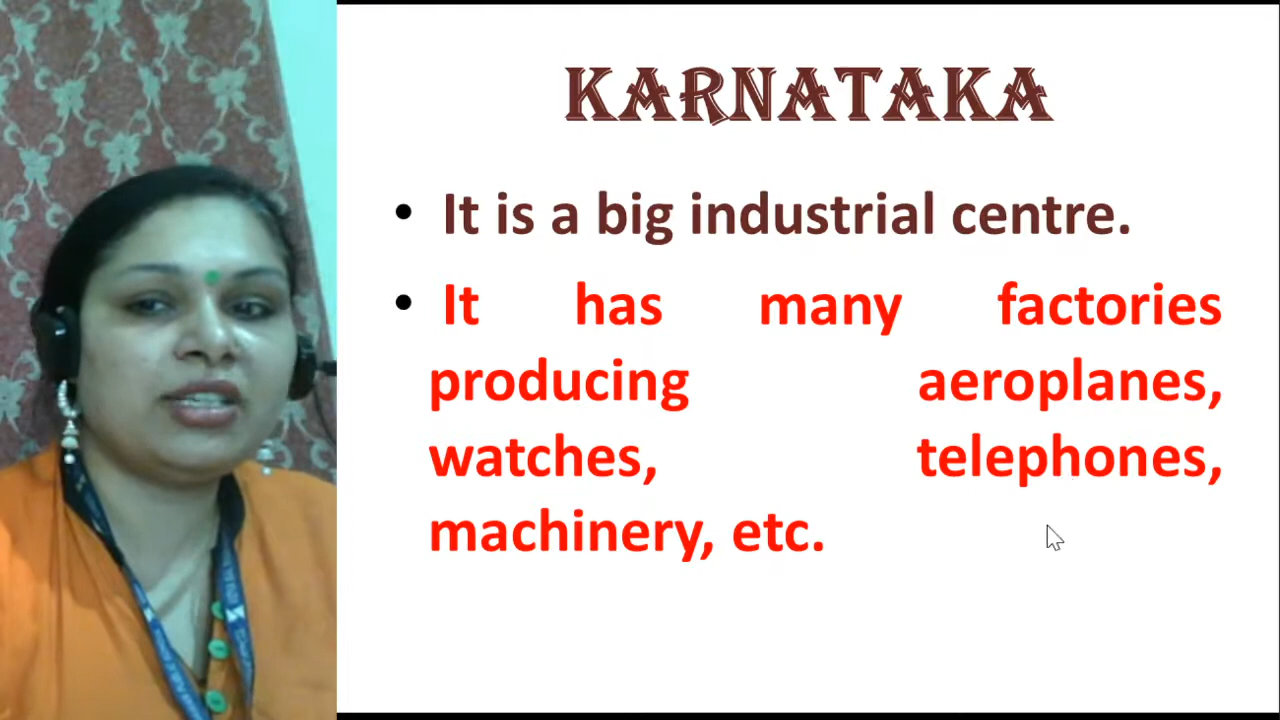 KARNATAKA
• It is a big industrial centre.
• It has many factories
producing aeroplanes,
watches, telephones,
machinery, etc.